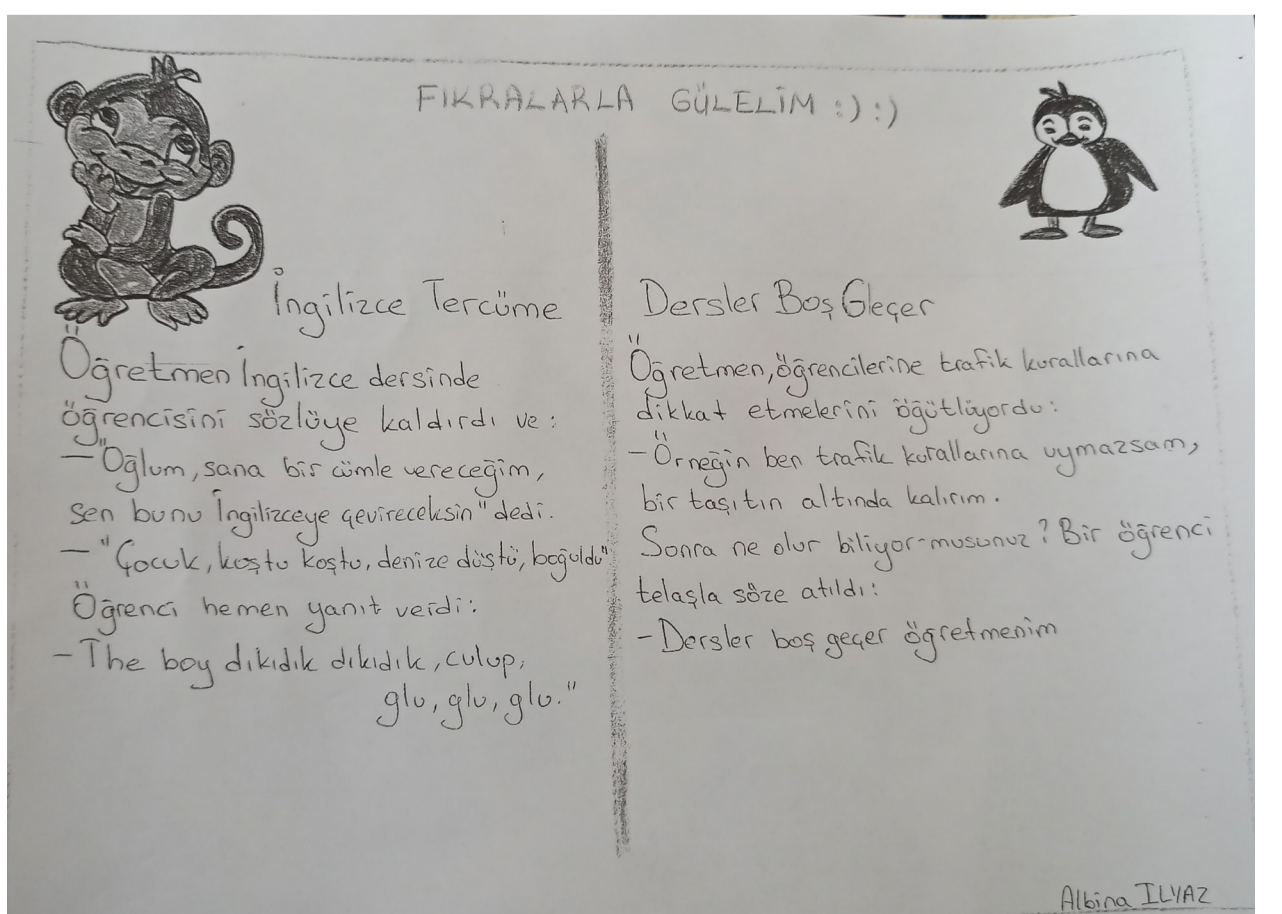 FIKRALARLA GÜLELİM :) :)
İngilizce Tercüme
Öğretmen İngilizce dersinde
öğrencisini sözlüye kaldırdı ve :
— "Oğlum, sana bir cümle vereceğim,
sen bunu İngilizceye çevireceksin" dedi.
— "Çocuk, koştu koştu, denize düştü, boğuldu"
Öğrenci hemen yanıt verdi :
- The boy dıkıdık dıkıdık, culup,
glu, glu, glu."
Dersler Boş Geçer
Öğretmen, öğrencilerine trafik kurallarına
dikkat etmelerini öğütlüyordu :
- Örneğin ben trafik kurallarına uymazsam,
bir taşıtın altında kalırım.
Sonra ne olur biliyor-musunuz ? Bir öğrenci
telaşla söze atıldı :
- Dersler boş geçer öğretmenim
Albina ILYAZ